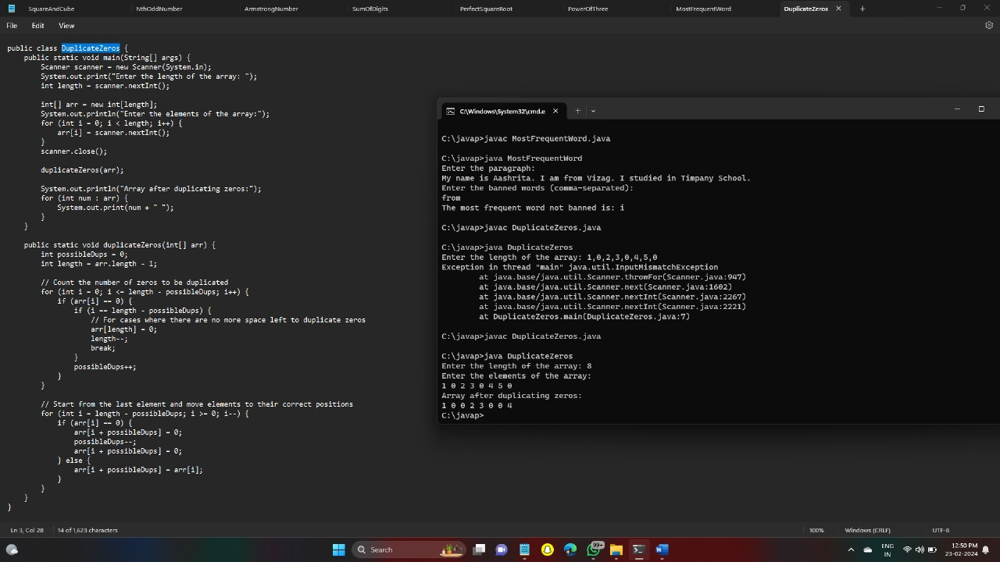 SquareAndCube NthOddNumber ArmstrongNumber SumOfDigits PerfectSquareRoot PowerOfThree MostFrequentWord DuplicateZeros
File Edit View
public class DuplicateZeros {
public static void main(String[] args) {
Scanner scanner = new Scanner(System.in);
System.out.print("Enter the length of the array: ");
int length = scanner.nextInt();
int[] arr = new int[length];
System.out.println("Enter the elements of the array:");
for (int i = 0; i < length; i++) {
arr[i] = scanner.nextInt();
}
scanner.close();
duplicateZeros(arr);
System.out.println("Array after duplicating zeros:");
for (int num : arr) {
System.out.print(num + " ");
}
}
public static void duplicateZeros(int[] arr) {
int possibleDups = 0;
int length = arr.length - 1;
// Count the number of zeros to be duplicated
for (int i = 0; i <= length - possibleDups; i++) {
if (arr[i] == 0) {
if (i == length - possibleDups) {
// For cases where there are no more space left to duplicate zeros
arr[length] = 0;
length--;
break;
}
possibleDups++;
}
}
// Start from the last element and move elements to their correct positions
for (int i = length - possibleDups; i >= 0; i--) {
if (arr[i] == 0) {
arr[i + possibleDups] = 0;
possibleDups--;
arr[i + possibleDups] = 0;
} else {
arr[i + possibleDups] = arr[i];
}
}
}
}
C:\Windows\System32\cmd.e
C:\javap>javac MostFrequentWord.java
C:\javap>java MostFrequentWord
Enter the paragraph:
My name is Aashrita. I am from Vizag. I studied in Timpany School.
Enter the banned words (comma-separated):
from
The most frequent word not banned is: i
C:\javap>javac DuplicateZeros.java
C:\javap>java DuplicateZeros
Enter the length of the array: 1,0,2,3,0,4,5,0
Exception in thread "main" java.util.InputMismatchException
at java.base/java.util.Scanner.throwFor(Scanner.java:947)
at java.base/java.util.Scanner.next(Scanner.java:1602)
at java.base/java.util.Scanner.nextInt(Scanner.java:2267)
at java.base/java.util.Scanner.nextInt(Scanner.java:2221)
at DuplicateZeros.main(DuplicateZeros.java:7)
C:\javap>javac DuplicateZeros.java
C:\javap>java DuplicateZeros
Enter the length of the array: 8
Enter the elements of the array:
1 0 2 3 0 4 5 0
Array after duplicating zeros:
1 0 0 2 3 0 0 4
C:\javap>
Ln 3, Col 28 14 of 1,623 characters 100% Windows (CRLF) UTF-8
Search 99+ ENG IN 12:50 PM 23-02-2024